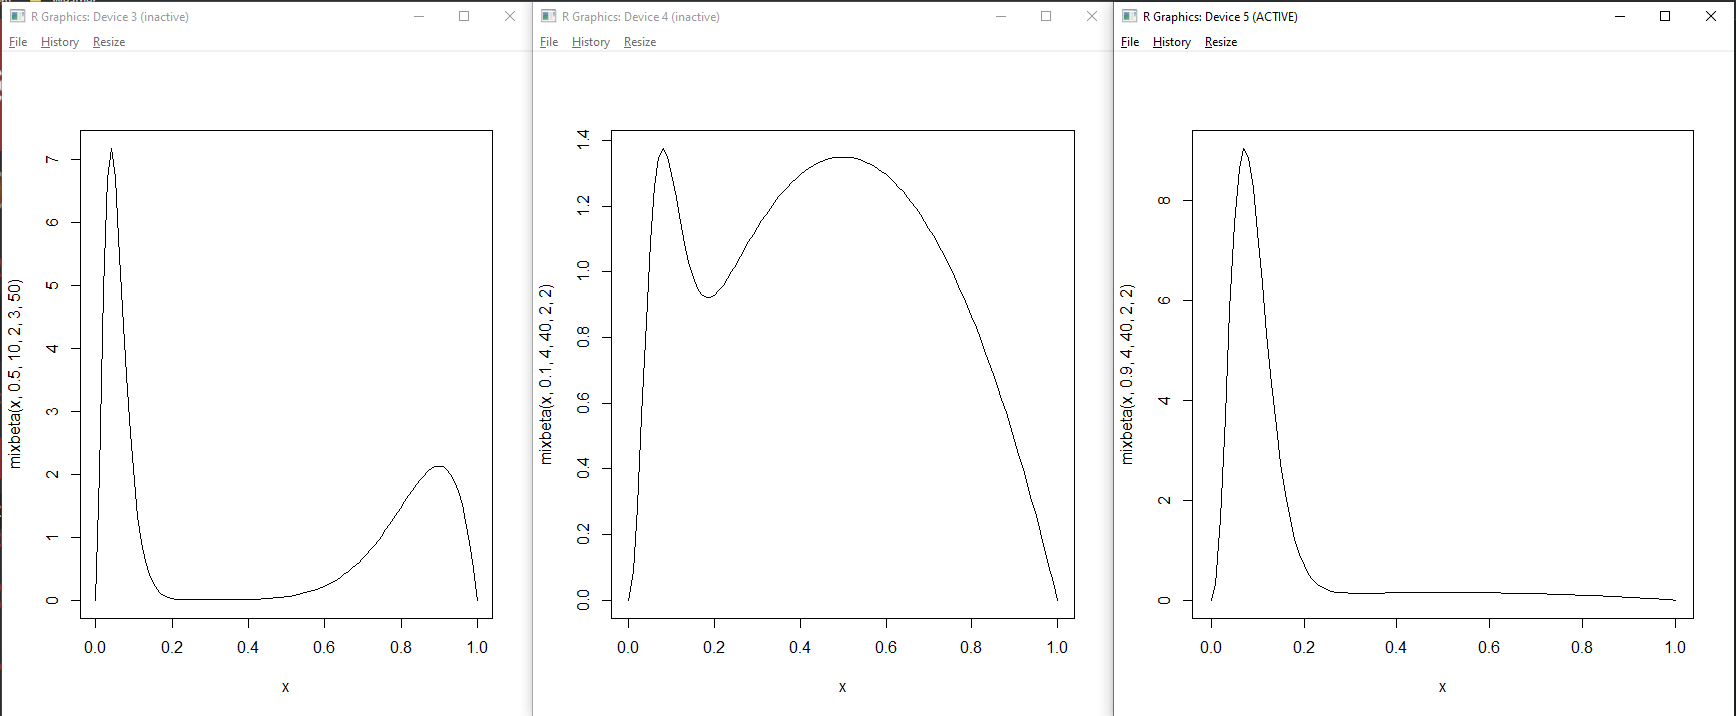 R Graphics: Device 3 (inactive)
File History Resize
7
6
5
4
3
2
1
0
mixbeta(x, 0.5, 10, 2, 3, 50)
0.0 0.2 0.4 0.6 0.8 1.0
x
R Graphics: Device 4 (inactive)
File History Resize
1.4
1.2
1.0
0.8
0.6
0.4
0.2
0.0
mixbeta(x, 0.1, 4, 40, 2, 2)
0.0 0.2 0.4 0.6 0.8 1.0
x
R Graphics: Device 5 (ACTIVE)
File History Resize
8
6
4
2
0
mixbeta(x, 0.9, 4, 40, 2, 2)
0.0 0.2 0.4 0.6 0.8 1.0
x